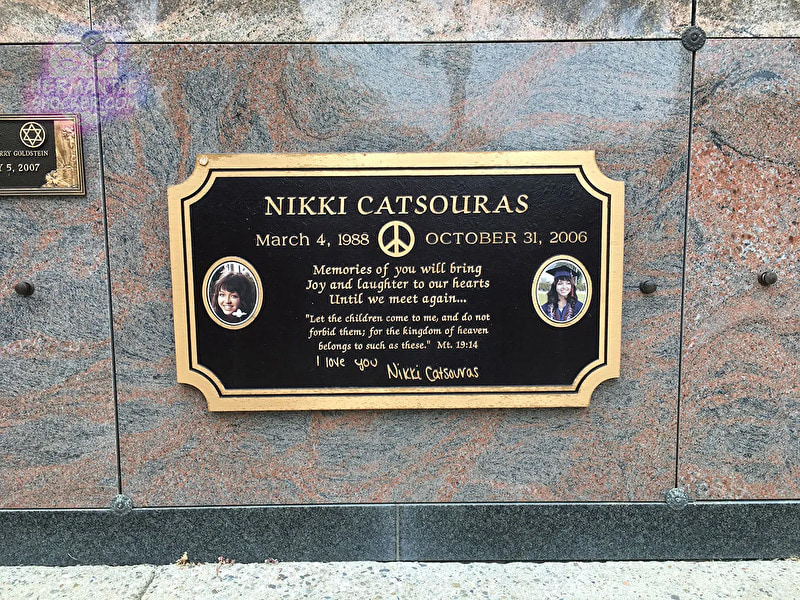 RRY GOLDSTEIN
Y 5, 2007
NIKKI CATSOURAS
March 4, 1988 OCTOBER 31, 2006
Memories of you will bring
Joy and laughter to our hearts
Until we meet again...
"Let the children come to me, and do not
forbid them; for the kingdom of heaven
belongs to such as these." Mt. 19:14
I love you
Nikki Catsouras